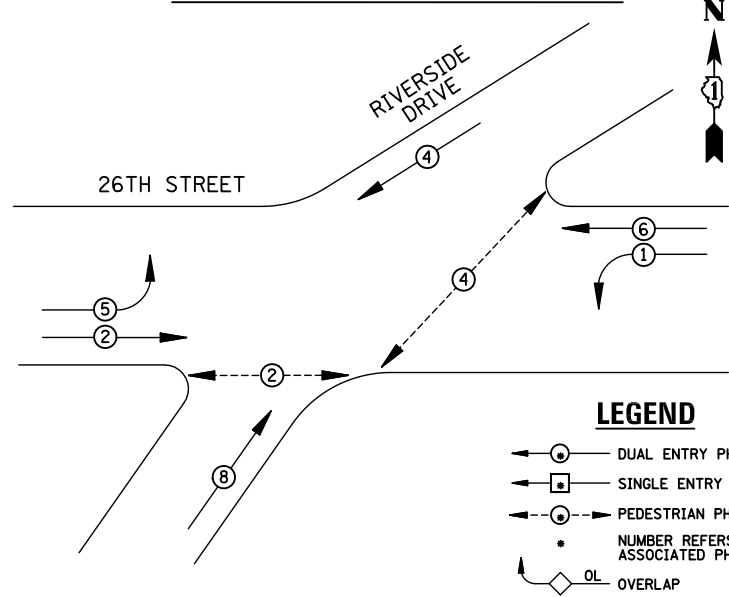 N
1
RIVERSIDE
DRIVE
4
26TH STREET
6
1
4
5
2
2
8
LEGEND
* DUAL ENTRY PH
* SINGLE ENTRY
* PEDESTRIAN PH
* NUMBER REFERS
ASSOCIATED PH
OL OVERLAP